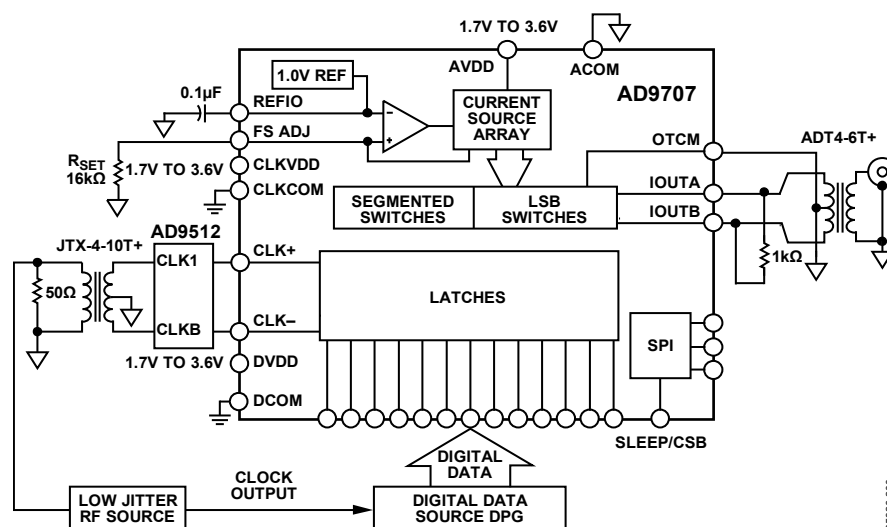 1.7V TO 3.6V
AVDD
ACOM
AD9707
1.0V REF
0.1µF
REFIO
CURRENT
SOURCE
ARRAY
FS ADJ
OTCM
ADT4-6T+
RSET
16kΩ
1.7V TO 3.6V
CLKVDD
CLKCOM
IOUTA
SEGMENTED
SWITCHES
LSB
SWITCHES
IOUTB
AD9512
JTX-4-10T+
CLK1
CLK+
1kΩ
50Ω
LATCHES
CLKB
CLK–
SPI
1.7V TO 3.6V
DVDD
DCOM
SLEEP/CSB
DIGITAL
DATA
CLOCK
OUTPUT
LOW JITTER
RF SOURCE
DIGITAL DATA
SOURCE DPG